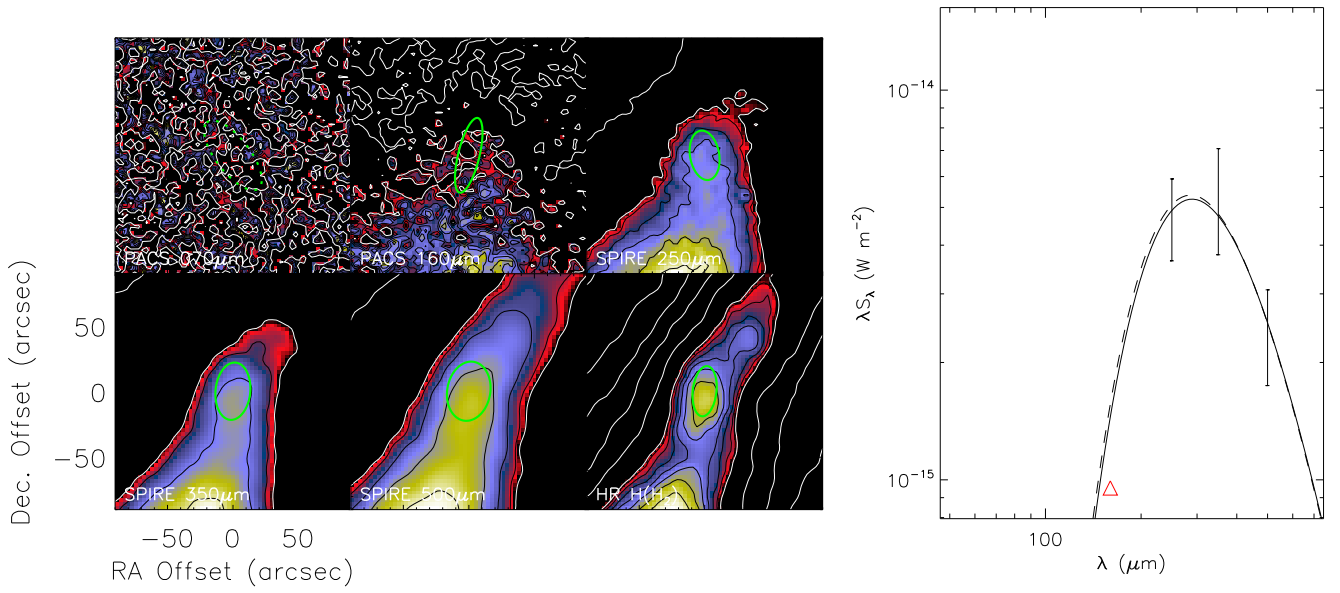 PACS 070μm
PACS 160μm
SPIRE 250μm
SPIRE 350μm
SPIRE 500μm
HR H(H₂)
50
0
−50
Dec. Offset (arcsec)
−50 0 50
RA Offset (arcsec)
10⁻¹⁴
10⁻¹⁵
λS_λ (W m⁻²)
100
λ (μm)